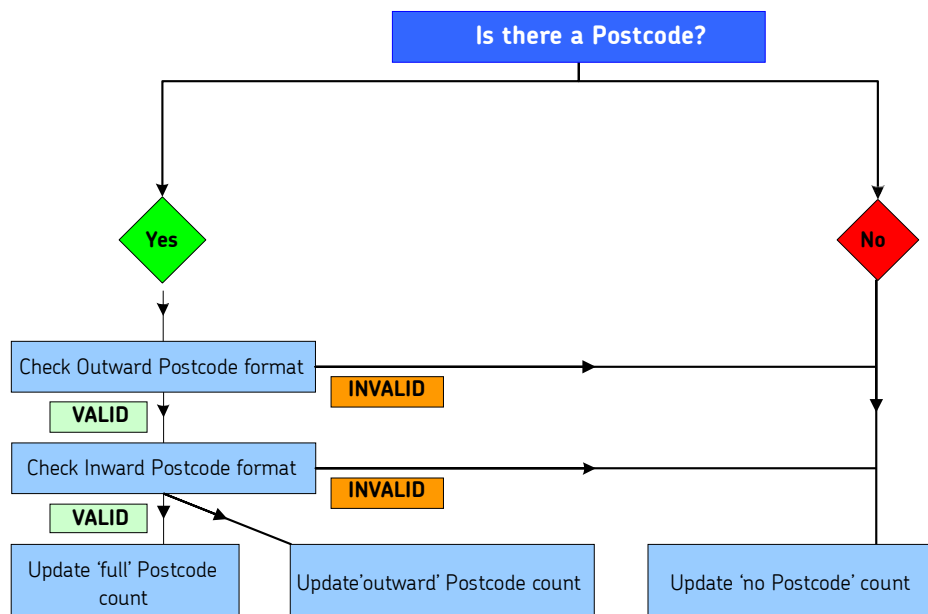 Is there a Postcode?
Yes
No
Check Outward Postcode format
INVALID
VALID
Check Inward Postcode format
INVALID
VALID
Update ‘full’ Postcode
count
Update’outward’ Postcode count
Update ‘no Postcode’ count